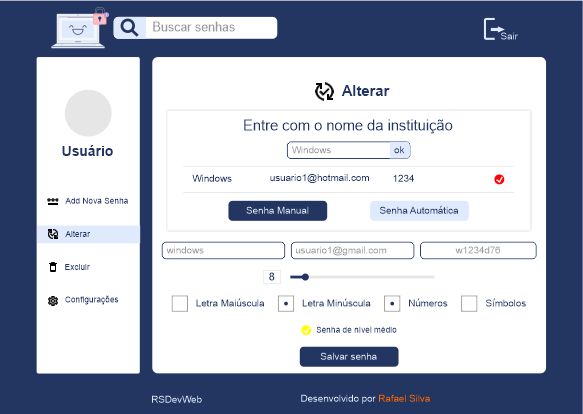 Buscar senhas
Sair
Usuário
Add Nova Senha
Alterar
Excluir
Configurações
Alterar
Entre com o nome da instituição
Windows ok
Windows usuario1@hotmail.com 1234
Senha Manual Senha Automática
windows usuario1@gmail.com w1234d76
8
Letra Maiúscula Letra Minúscula Números Símbolos
Senha de nível médio
Salvar senha
RSDevWeb Desenvolvido por Rafael Silva